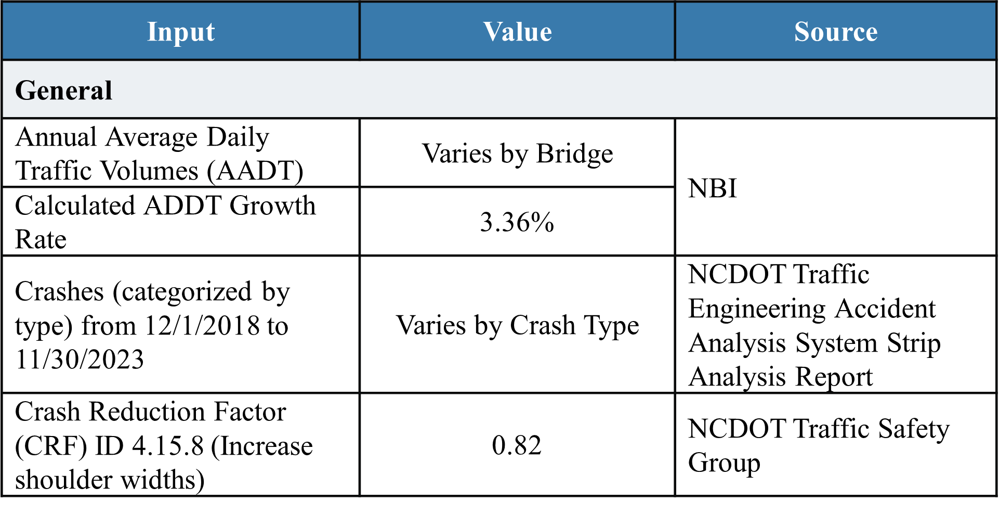 Input
Value
Source
General
Annual Average Daily
Traffic Volumes (AADT)
Varies by Bridge
NBI
Calculated ADDT Growth
Rate
3.36%
Crashes (categorized by
type) from 12/1/2018 to
11/30/2023
Varies by Crash Type
NCDOT Traffic
Engineering Accident
Analysis System Strip
Analysis Report
Crash Reduction Factor
(CRF) ID 4.15.8 (Increase
shoulder widths)
0.82
NCDOT Traffic Safety
Group